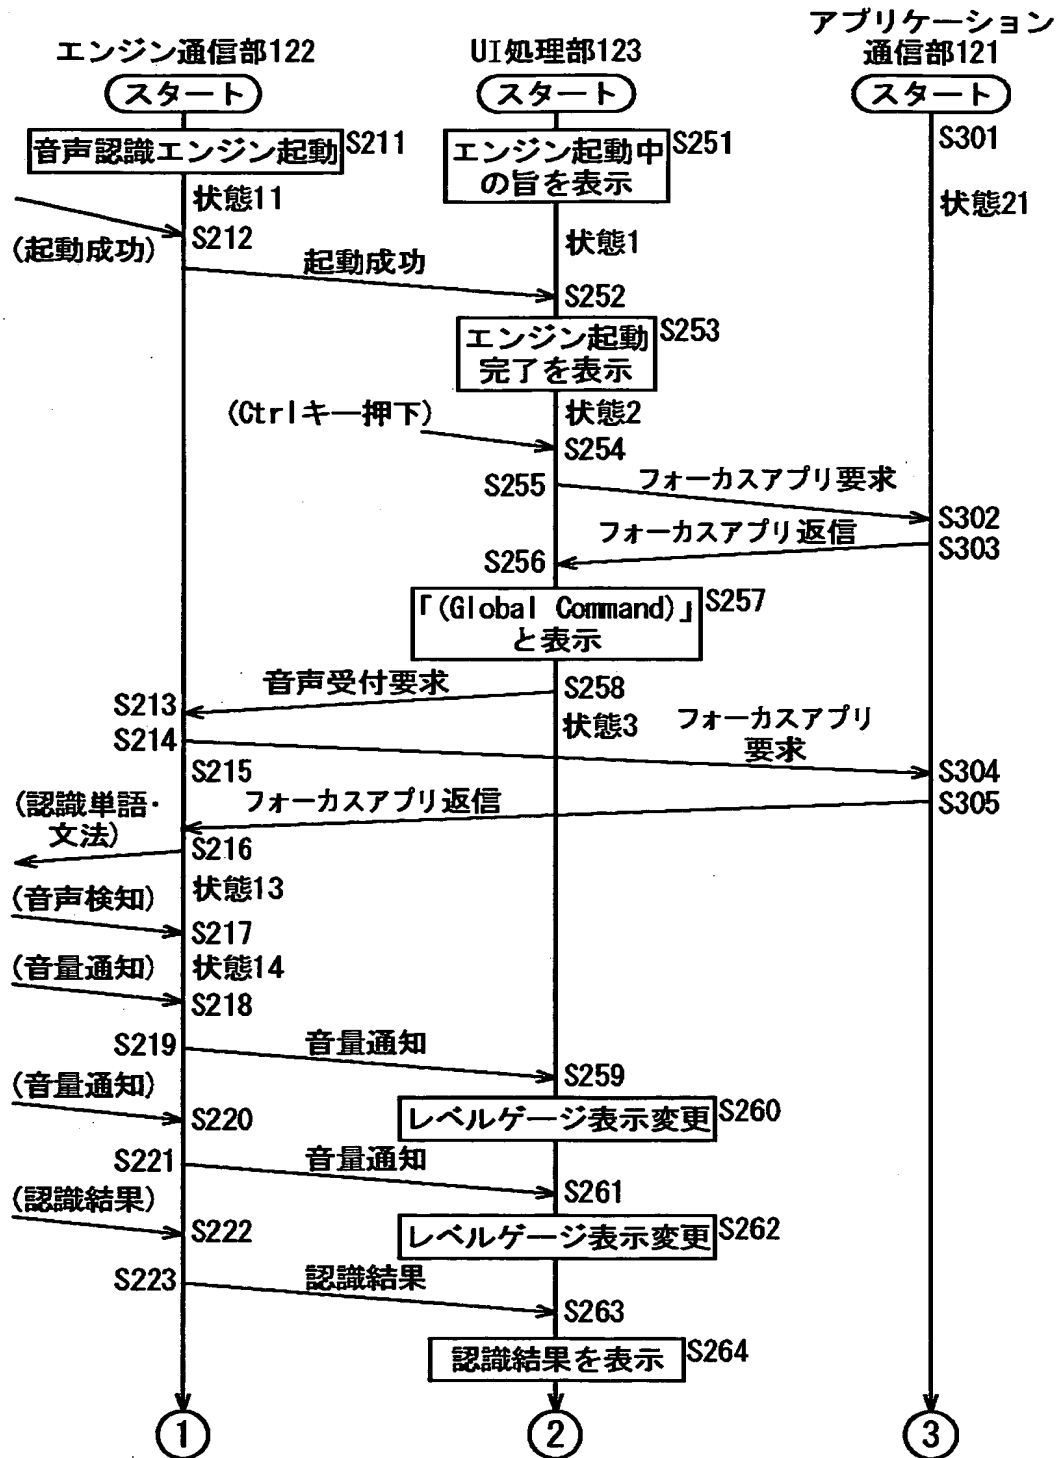 アプリケーション
エンジン通信部122
UI処理部123
通信部121
スタート
スタート
スタート
音声認識エンジン起動
S211
エンジン起動中
の旨を表示
S251
S301
状態11
状態21
(起動成功)
S212
状態1
起動成功
S252
エンジン起動
完了を表示
S253
(Ctrlキー押下)
状態2
S254
S255
フォーカスアプリ要求
S302
フォーカスアプリ返信
S303
S256
「(Global Command)」
と表示
S257
音声受付要求
S258
S213
状態3
フォーカスアプリ
要求
S214
S304
S215
(認識単語・
文法)
フォーカスアプリ返信
S305
S216
状態13
(音声検知)
S217
(音量通知)
状態14
S218
S219
音量通知
S259
(音量通知)
S220
レベルゲージ表示変更
S260
S221
音量通知
S261
(認識結果)
S222
レベルゲージ表示変更
S262
S223
認識結果
S263
認識結果を表示
S264
1
2
3